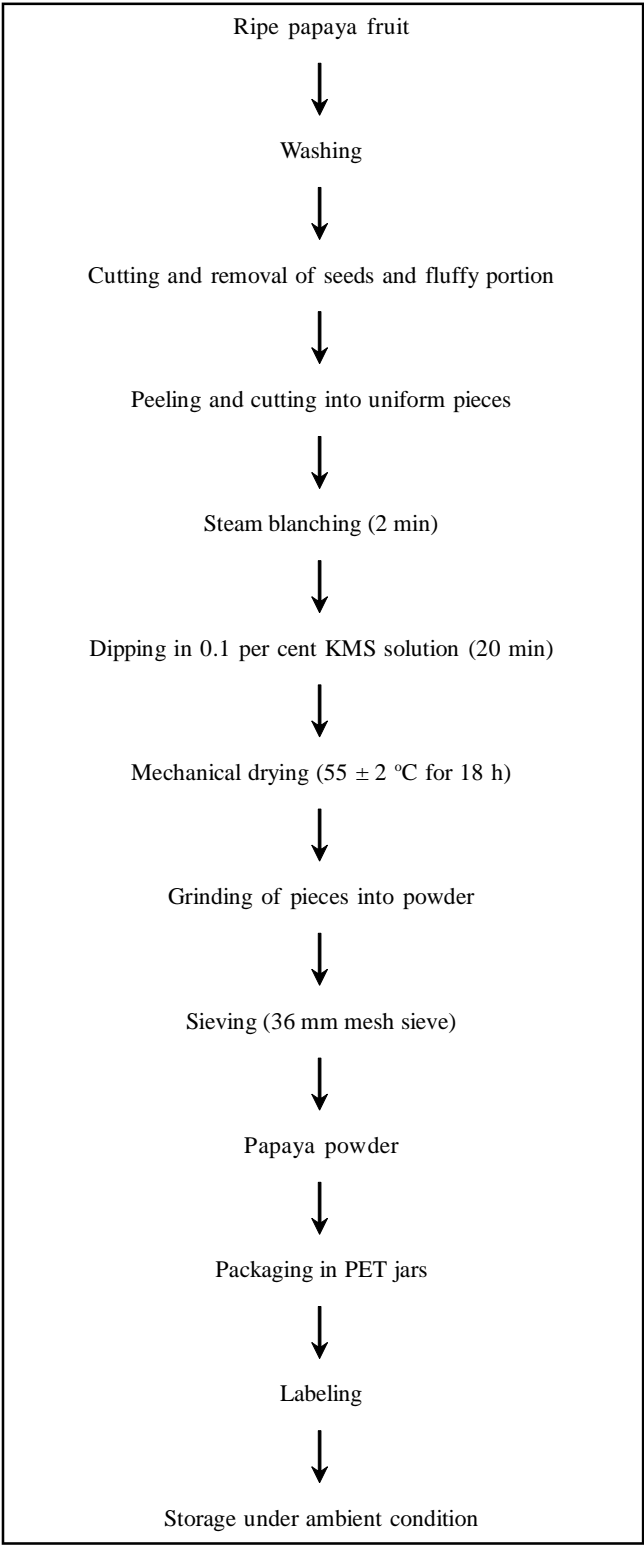 Ripe papaya fruit
Washing
Cutting and removal of seeds and fluffy portion
Peeling and cutting into uniform pieces
Steam blanching (2 min)
Dipping in 0.1 per cent KMS solution (20 min)
Mechanical drying (55 ± 2 °C for 18 h)
Grinding of pieces into powder
Sieving (36 mm mesh sieve)
Papaya powder
Packaging in PET jars
Labeling
Storage under ambient condition